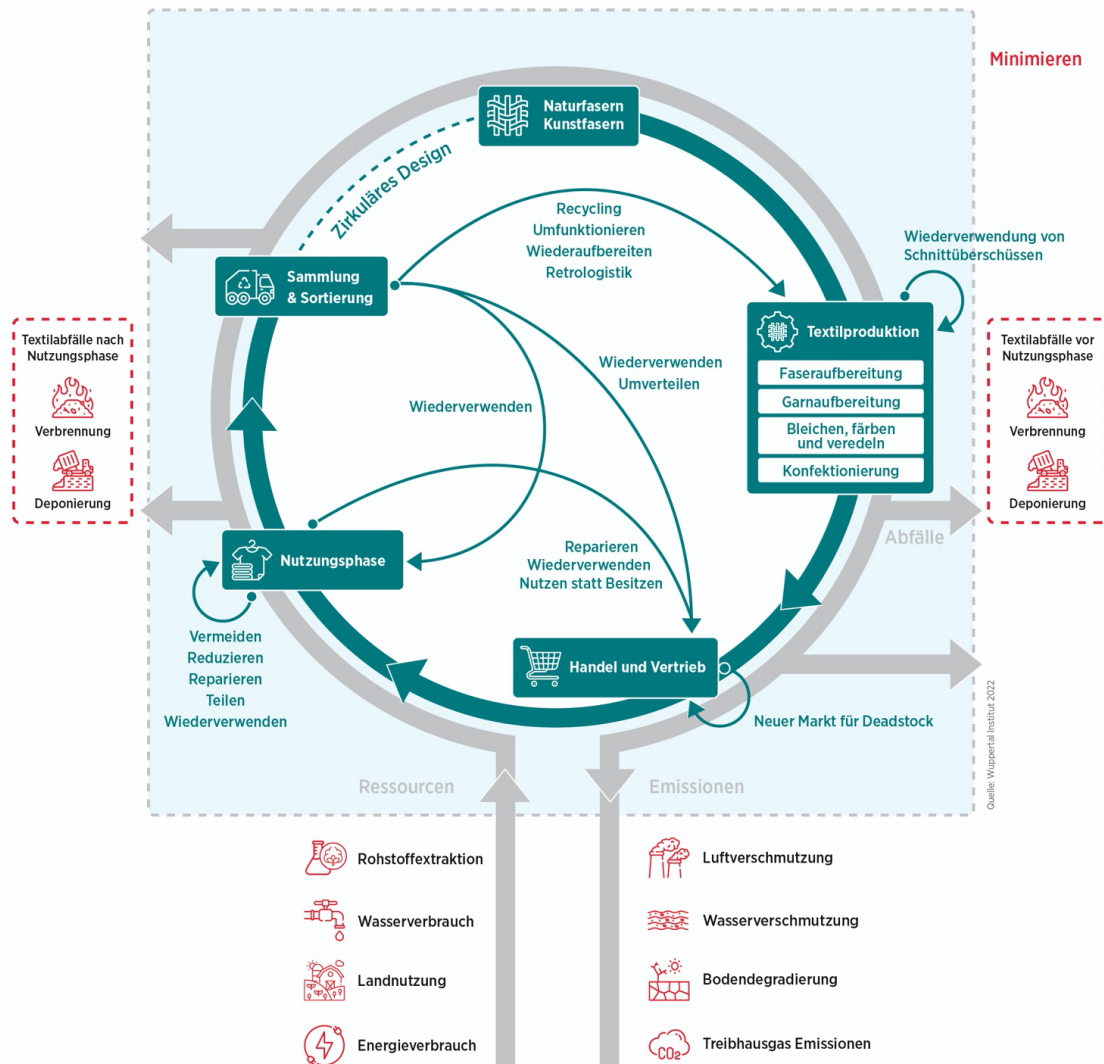 Minimieren
Naturfasern
Kunstfasern
Zirkuläres Design
Recycling
Umfunktionieren
Wiederaufbereiten
Retrologistik
Wiederverwendung von
Schnittüberschüssen
Sammlung
& Sortierung
Textilabfälle nach
Nutzungsphase
Verbrennung
Deponierung
Textilproduktion
Faseraufbereitung
Garnaufbereitung
Bleichen, färben
und veredeln
Konfektionierung
Textilabfälle vor
Nutzungsphase
Verbrennung
Deponierung
Wiederverwenden
Umverteilen
Wiederverwenden
Abfälle
Nutzungsphase
Reparieren
Wiederverwenden
Nutzen statt Besitzen
Vermeiden
Reduzieren
Reparieren
Teilen
Wiederverwenden
Handel und Vertrieb
Neuer Markt für Deadstock
Quelle: Wuppertal Institut 2022
Ressourcen
Emissionen
Rohstoffextraktion
Wasserverbrauch
Landnutzung
Energieverbrauch
Luftverschmutzung
Wasserverschmutzung
Bodendegradierung
CO2
Treibhausgas Emissionen